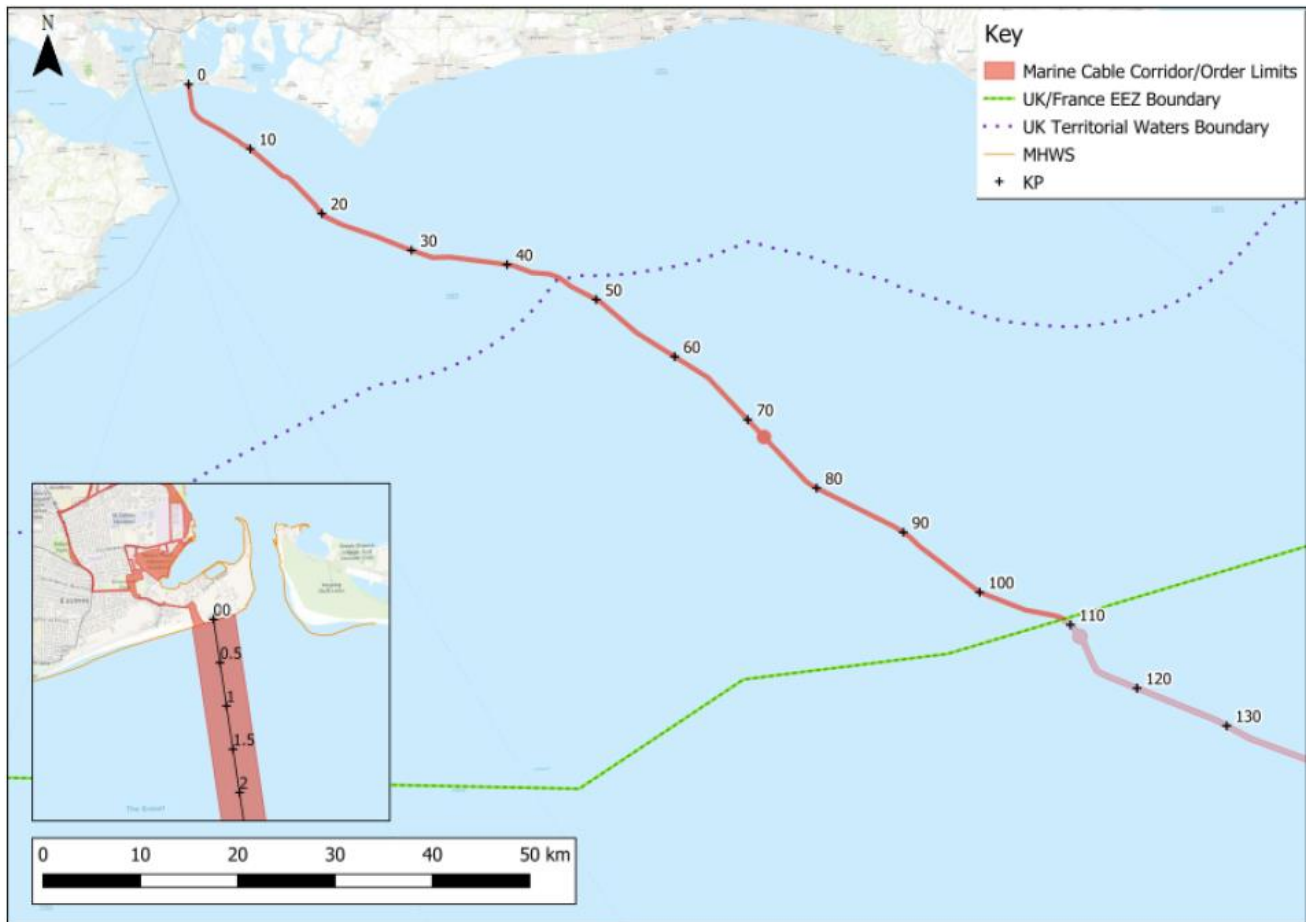 N
Key
Marine Cable Corridor/Order Limits
UK/France EEZ Boundary
UK Territorial Waters Boundary
MHWS
KP
0
10
20
30
40
50
60
70
80
90
100
110
120
130
00
0.5
1
1.5
2
0 10 20 30 40 50 km